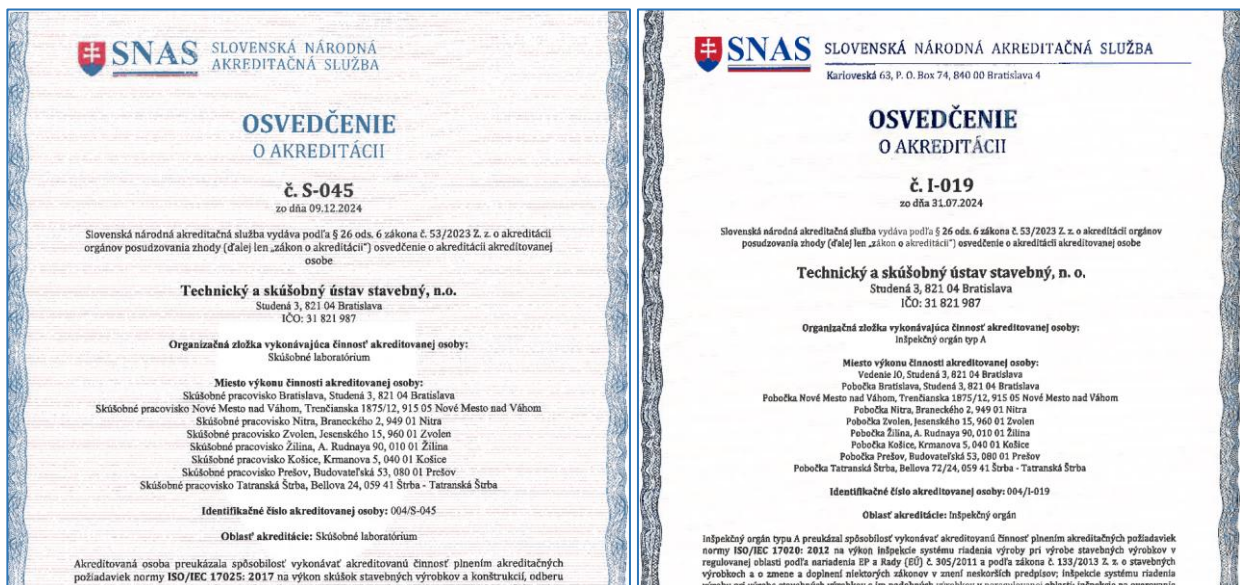 SNAS
SLOVENSKÁ NÁRODNÁ
AKREDITAČNÁ SLUŽBA
OSVEDČENIE
O AKREDITÁCII
č. S-045
zo dňa 09.12.2024
Slovenská národná akreditačná služba vydáva podľa § 26 ods. 6 zákona č. 53/2023 Z. z. o akreditácii
orgánov posudzovania zhody (ďalej len „zákon o akreditácii“) osvedčenie o akreditácii akreditovanej
osobe
Technický a skúšobný ústav stavebný, n.o.
Studená 3, 821 04 Bratislava
IČO: 31 821 987
Organizačná zložka vykonávajúca činnosť akreditovanej osoby:
Skúšobné laboratórium
Miesto výkonu činnosti akreditovanej osoby:
Skúšobné pracovisko Bratislava, Studená 3, 821 04 Bratislava
Skúšobné pracovisko Nové Mesto nad Váhom, Trenčianska 1875/12, 915 05 Nové Mesto nad Váhom
Skúšobné pracovisko Nitra, Braneckého 2, 949 01 Nitra
Skúšobné pracovisko Zvolen, Jesenského 15, 960 01 Zvolen
Skúšobné pracovisko Žilina, A. Rudnaya 90, 010 01 Žilina
Skúšobné pracovisko Košice, Krmanova 5, 040 01 Košice
Skúšobné pracovisko Prešov, Budovateľská 53, 080 01 Prešov
Skúšobné pracovisko Tatranská Štrba, Bellova 24, 059 41 Štrba - Tatranská Štrba
Identifikačné číslo akreditovanej osoby: 004/S-045
Oblasť akreditácie: Skúšobné laboratórium
Akreditovaná osoba preukázala spôsobilosť vykonávať akreditovanú činnosť plnením akreditačných
požiadaviek normy ISO/IEC 17025: 2017 na výkon skúšok stavebných výrobkov a konštrukcií, odberu
SNAS SLOVENSKÁ NÁRODNÁ AKREDITAČNÁ SLUŽBA
Karloveská 63, P. O. Box 74, 840 00 Bratislava 4
OSVEDČENIE
O AKREDITÁCII
č. I-019
zo dňa 31.07.2024
Slovenská národná akreditačná služba vydáva podľa § 26 ods. 6 zákona č. 53/2023 Z. z. o akreditácii orgánov
posudzovania zhody (ďalej len „zákon o akreditácii“) osvedčenie o akreditácii akreditovanej osobe
Technický a skúšobný ústav stavebný, n. o.
Studená 3, 821 04 Bratislava
IČO: 31 821 987
Organizačná zložka vykonávajúca činnosť akreditovanej osoby:
Inšpekčný orgán typ A
Miesto výkonu činnosti akreditovanej osoby:
Vedenie IO, Studená 3, 821 04 Bratislava
Pobočka Bratislava, Studená 3, 821 04 Bratislava
Pobočka Nové Mesto nad Váhom, Trenčianska 1875/12, 915 05 Nové Mesto nad Váhom
Pobočka Nitra, Braneckého 2, 949 01 Nitra
Pobočka Zvolen, Jesenského 15, 960 01 Zvolen
Pobočka Žilina, A. Rudnaya 90, 010 01 Žilina
Pobočka Košice, Krmanova 5, 040 01 Košice
Pobočka Prešov, Budovateľská 53, 080 01 Prešov
Pobočka Tatranská Štrba, Bellova 72/24, 059 41 Štrba - Tatranská Štrba
Identifikačné číslo akreditovanej osoby: 004/I-019
Oblasť akreditácie: Inšpekčný orgán
Inšpekčný orgán typu A preukázal spôsobilosť vykonávať akreditovanú činnosť plnením akreditačných požiadaviek
normy ISO/IEC 17020: 2012 na výkon inšpekcie systému riadenia výroby pri výrobe stavebných výrobkov v
regulovanej oblasti podľa nariadenia EP a Rady (EÚ) č. 305/2011 a podľa zákona č. 133/2013 Z. z. o stavebných
výrobkoch a o zmene a doplnení niektorých zákonov v znení neskorších predpisov; inšpekcie systému riadenia